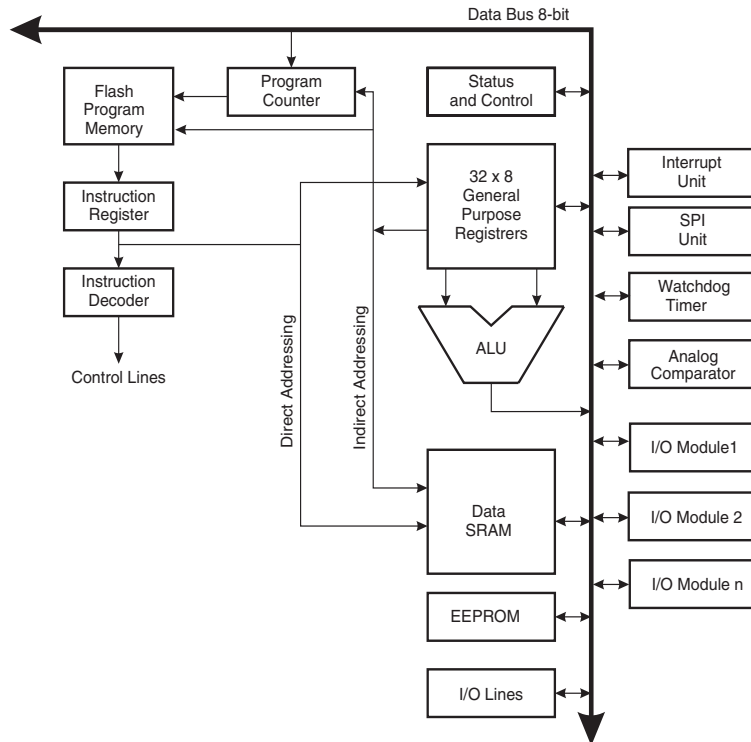 Data Bus 8-bit
Flash
Program
Memory
Program
Counter
Status
and Control
Instruction
Register
32 x 8
General
Purpose
Registrers
Interrupt
Unit
SPI
Unit
Instruction
Decoder
Watchdog
Timer
Control Lines
Direct Addressing
Indirect Addressing
ALU
Analog
Comparator
I/O Module1
Data
SRAM
I/O Module 2
I/O Module n
EEPROM
I/O Lines